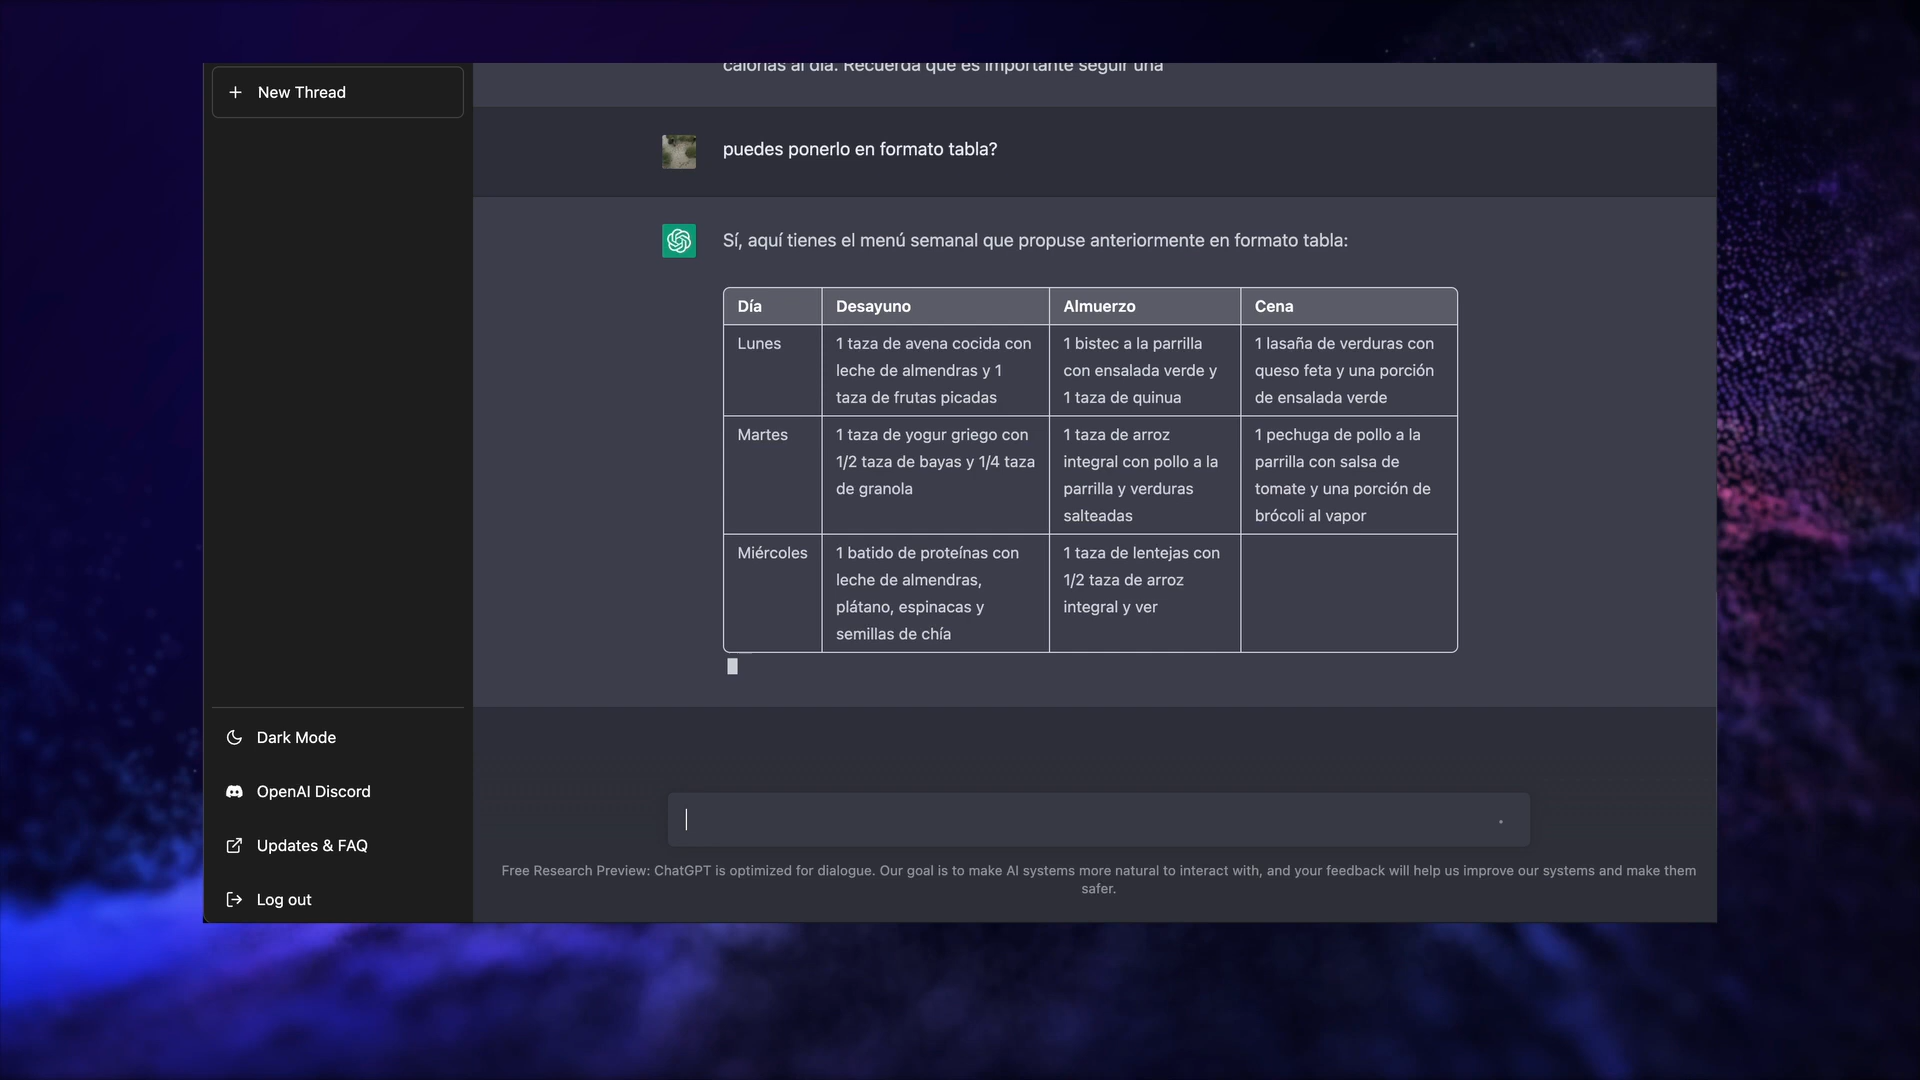 New Thread
Dark Mode
OpenAI Discord
Updates & FAQ
Log out
calorías al día. Recuerda que es importante seguir una
puedes ponerlo en formato tabla?
Sí, aquí tienes el menú semanal que propuse anteriormente en formato tabla:
Día Desayuno Almuerzo Cena
Lunes 1 taza de avena cocida con 1 bistec a la parrilla 1 lasaña de verduras con
leche de almendras y 1 con ensalada verde y queso feta y una porción
taza de frutas picadas 1 taza de quinua de ensalada verde
Martes 1 taza de yogur griego con 1 taza de arroz 1 pechuga de pollo a la
1/2 taza de bayas y 1/4 taza integral con pollo a la parrilla con salsa de
de granola parrilla y verduras tomate y una porción de
salteadas brócoli al vapor
Miércoles 1 batido de proteínas con 1 taza de lentejas con
leche de almendras, 1/2 taza de arroz
plátano, espinacas y integral y ver
semillas de chía
Free Research Preview: ChatGPT is optimized for dialogue. Our goal is to make AI systems more natural to interact with, and your feedback will help us improve our systems and make them
safer.